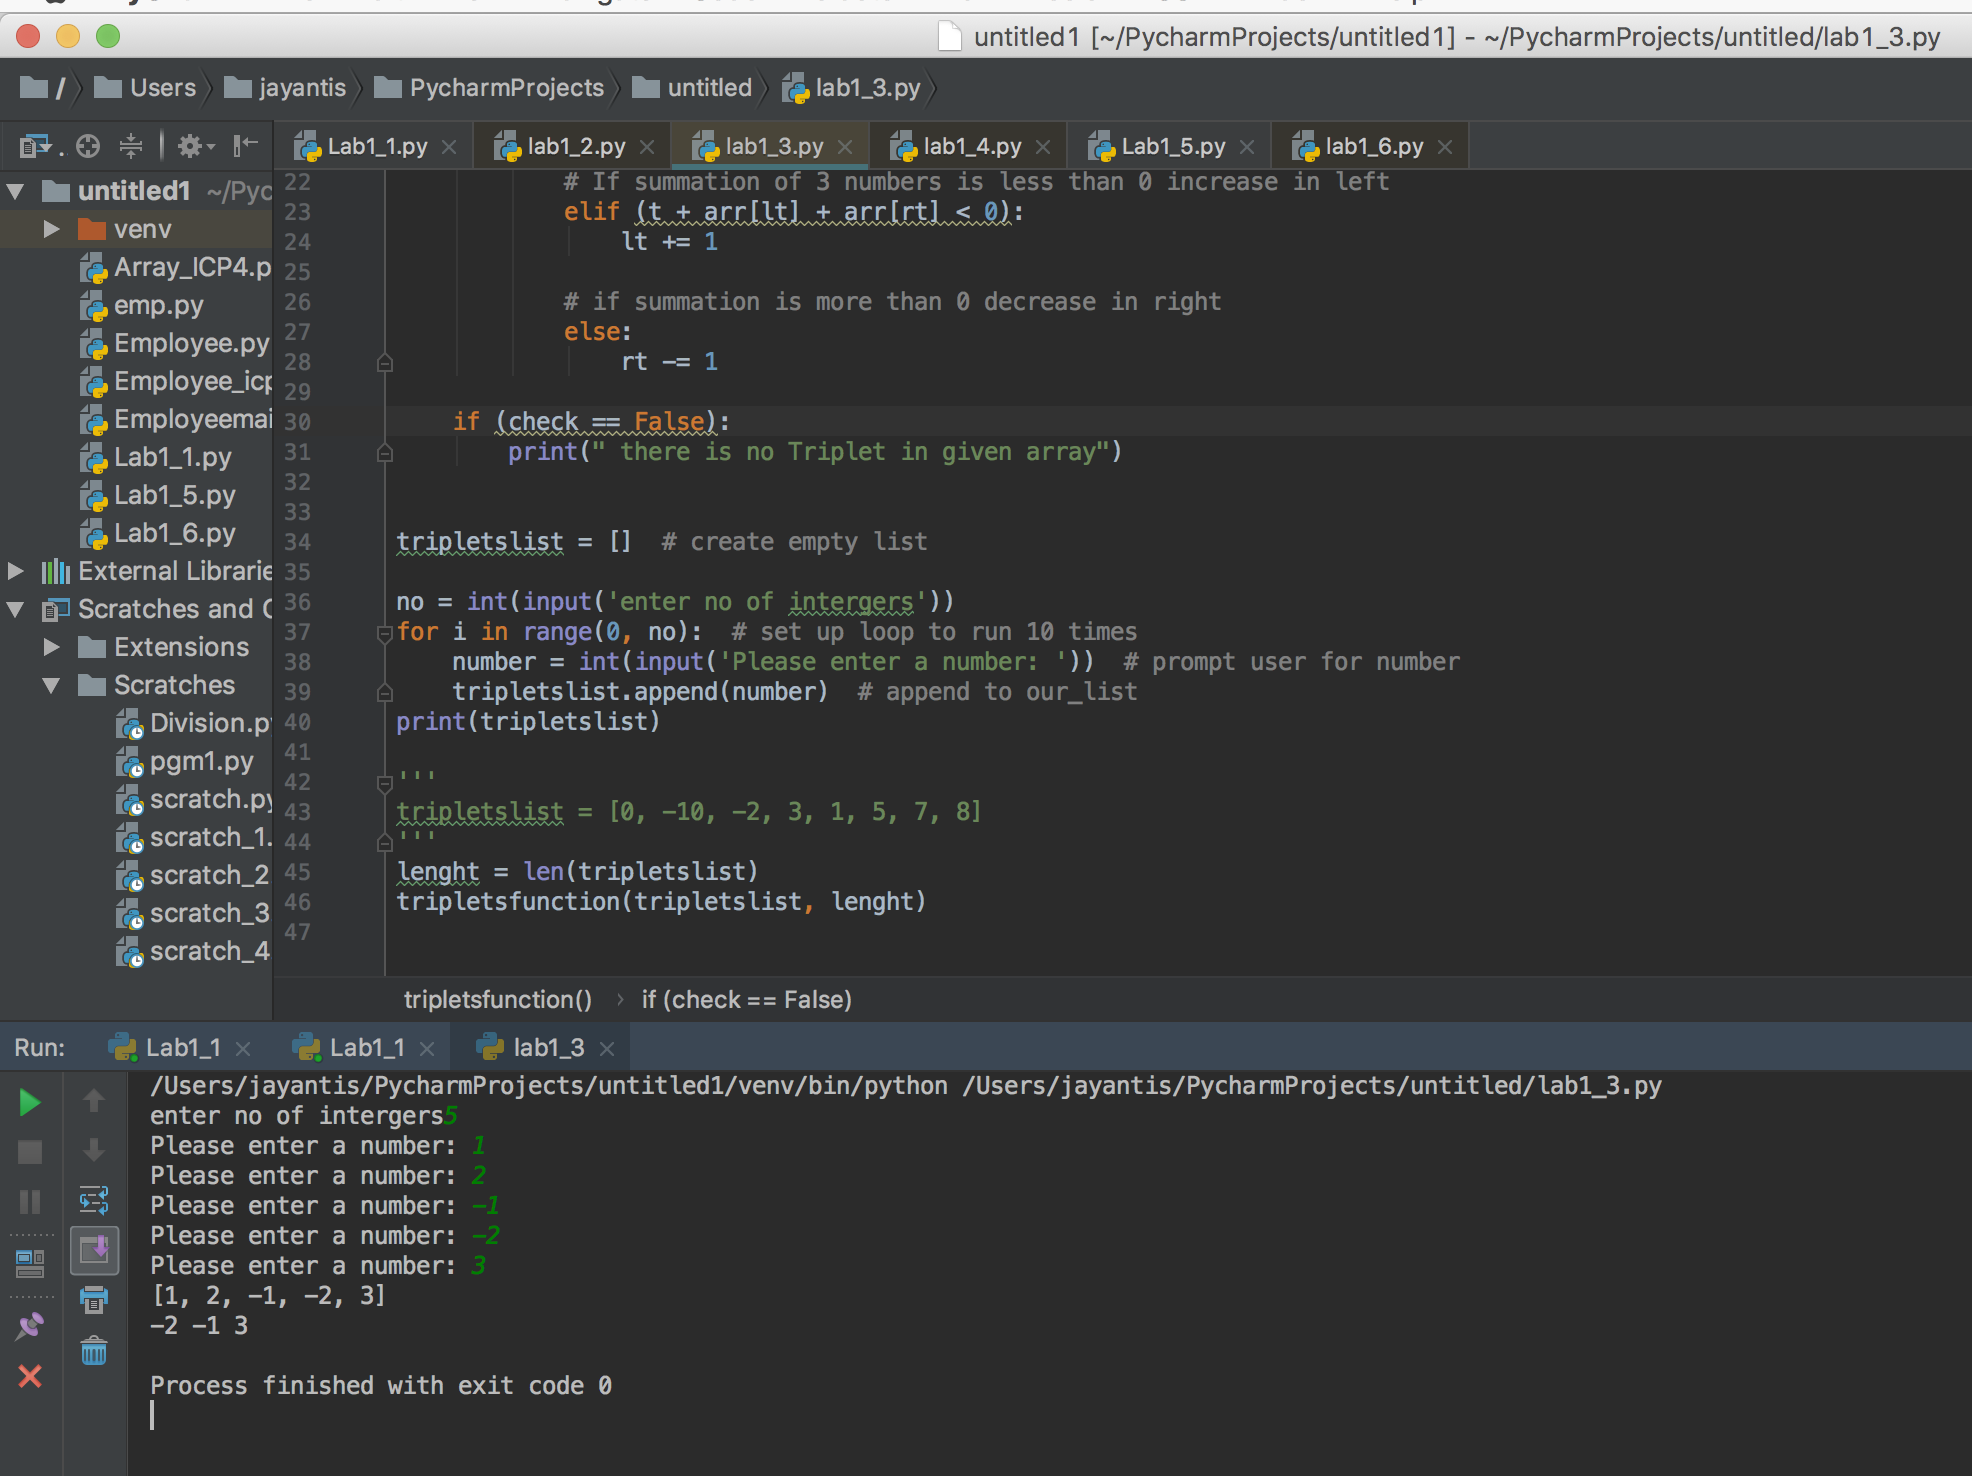 untitled1 [~/PycharmProjects/untitled1] - ~/PycharmProjects/untitled/lab1_3.py
/ Users jayantis PycharmProjects untitled lab1_3.py
Lab1_1.py lab1_2.py lab1_3.py lab1_4.py Lab1_5.py lab1_6.py
untitled1 ~/Pyc
venv
Array_ICP4.p
emp.py
Employee.py
Employee_icp
Employeemai
Lab1_1.py
Lab1_5.py
Lab1_6.py
External Librarie
Scratches and C
Extensions
Scratches
Division.py
pgm1.py
scratch.py
scratch_1.
scratch_2
scratch_3
scratch_4
22 # If summation of 3 numbers is less than 0 increase in left
23 elif (t + arr[lt] + arr[rt] < 0):
24 lt += 1
25
26 # if summation is more than 0 decrease in right
27 else:
28 rt -= 1
29
30 if (check == False):
31 print(" there is no Triplet in given array")
32
33
34 tripletslist = [] # create empty list
35
36 no = int(input('enter no of intergers'))
37 for i in range(0, no): # set up loop to run 10 times
38 number = int(input('Please enter a number: ')) # prompt user for number
39 tripletslist.append(number) # append to our_list
40 print(tripletslist)
41
42 '''
43 tripletslist = [0, -10, -2, 3, 1, 5, 7, 8]
44 '''
45 lenght = len(tripletslist)
46 tripletsfunction(tripletslist, lenght)
47
tripletsfunction() › if (check == False)
Run: Lab1_1 Lab1_1 lab1_3
/Users/jayantis/PycharmProjects/untitled1/venv/bin/python /Users/jayantis/PycharmProjects/untitled/lab1_3.py
enter no of intergers5
Please enter a number: 1
Please enter a number: 2
Please enter a number: -1
Please enter a number: -2
Please enter a number: 3
[1, 2, -1, -2, 3]
-2 -1 3
Process finished with exit code 0